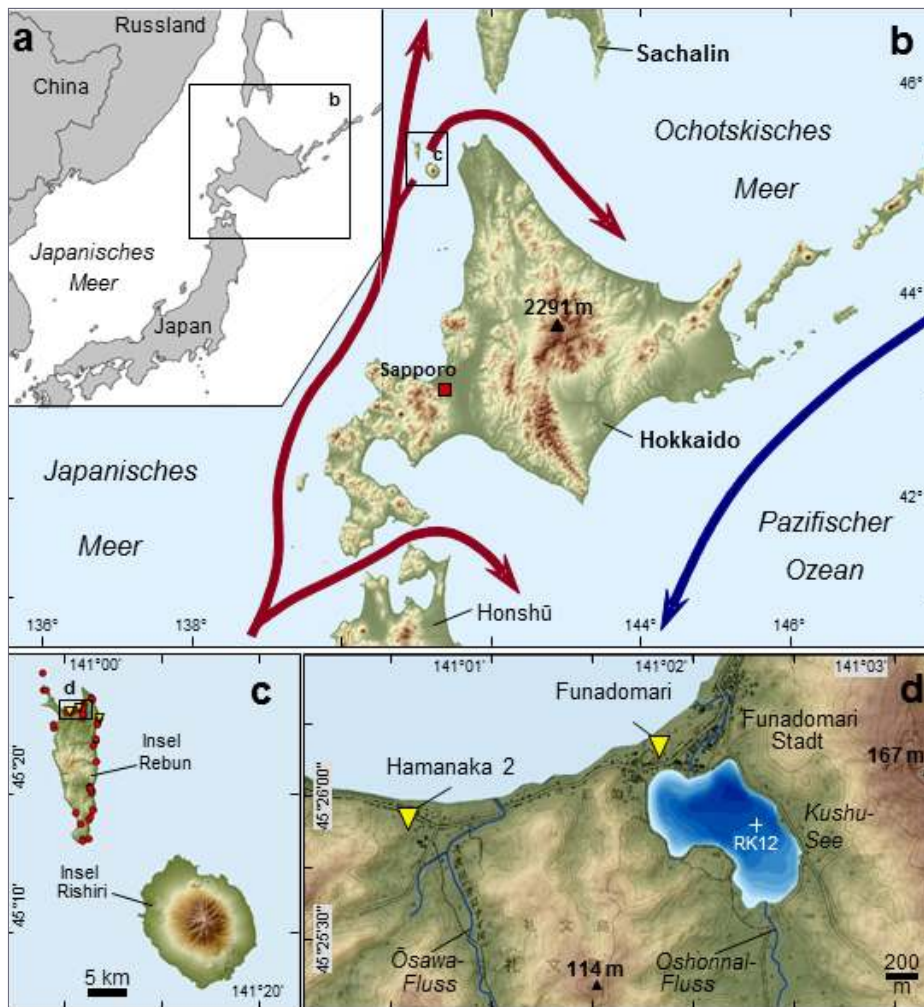 a
Russland
China
b
Japanisches
Meer
Japan
b
Sachalin
46°
Ochotskisches
Meer
c
44°
2291 m
Sapporo
Hokkaido
Japanisches
Meer
42°
Pazifischer
Ozean
Honshū
136°
138°
144°
146°
141°00'
c
d
Insel
Rebun
45°20'
Insel
Rishiri
45°10'
5 km
141°20'
141°01'
141°02'
141°03'
d
Funadomari
Funadomari
Stadt
167 m
Hamanaka 2
45°26'00"
Kushu-
See
RK12
45°25'30"
Ōsawa-
Fluss
114 m
Oshonnai-
Fluss
200
m